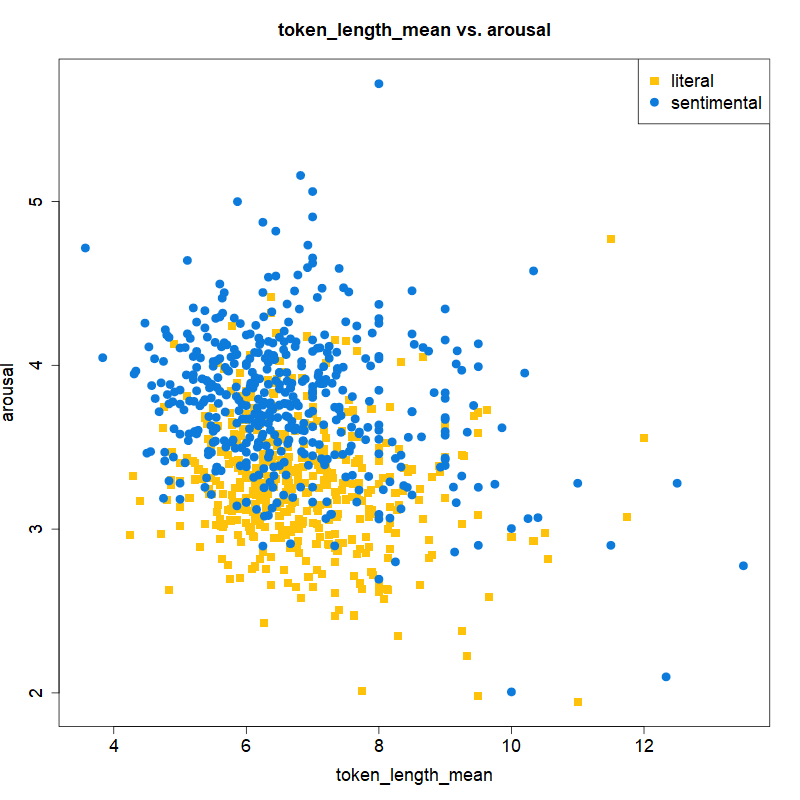 token_length_mean vs. arousal
literal
sentimental
5
4
3
2
arousal
4
6
8
10
12
token_length_mean